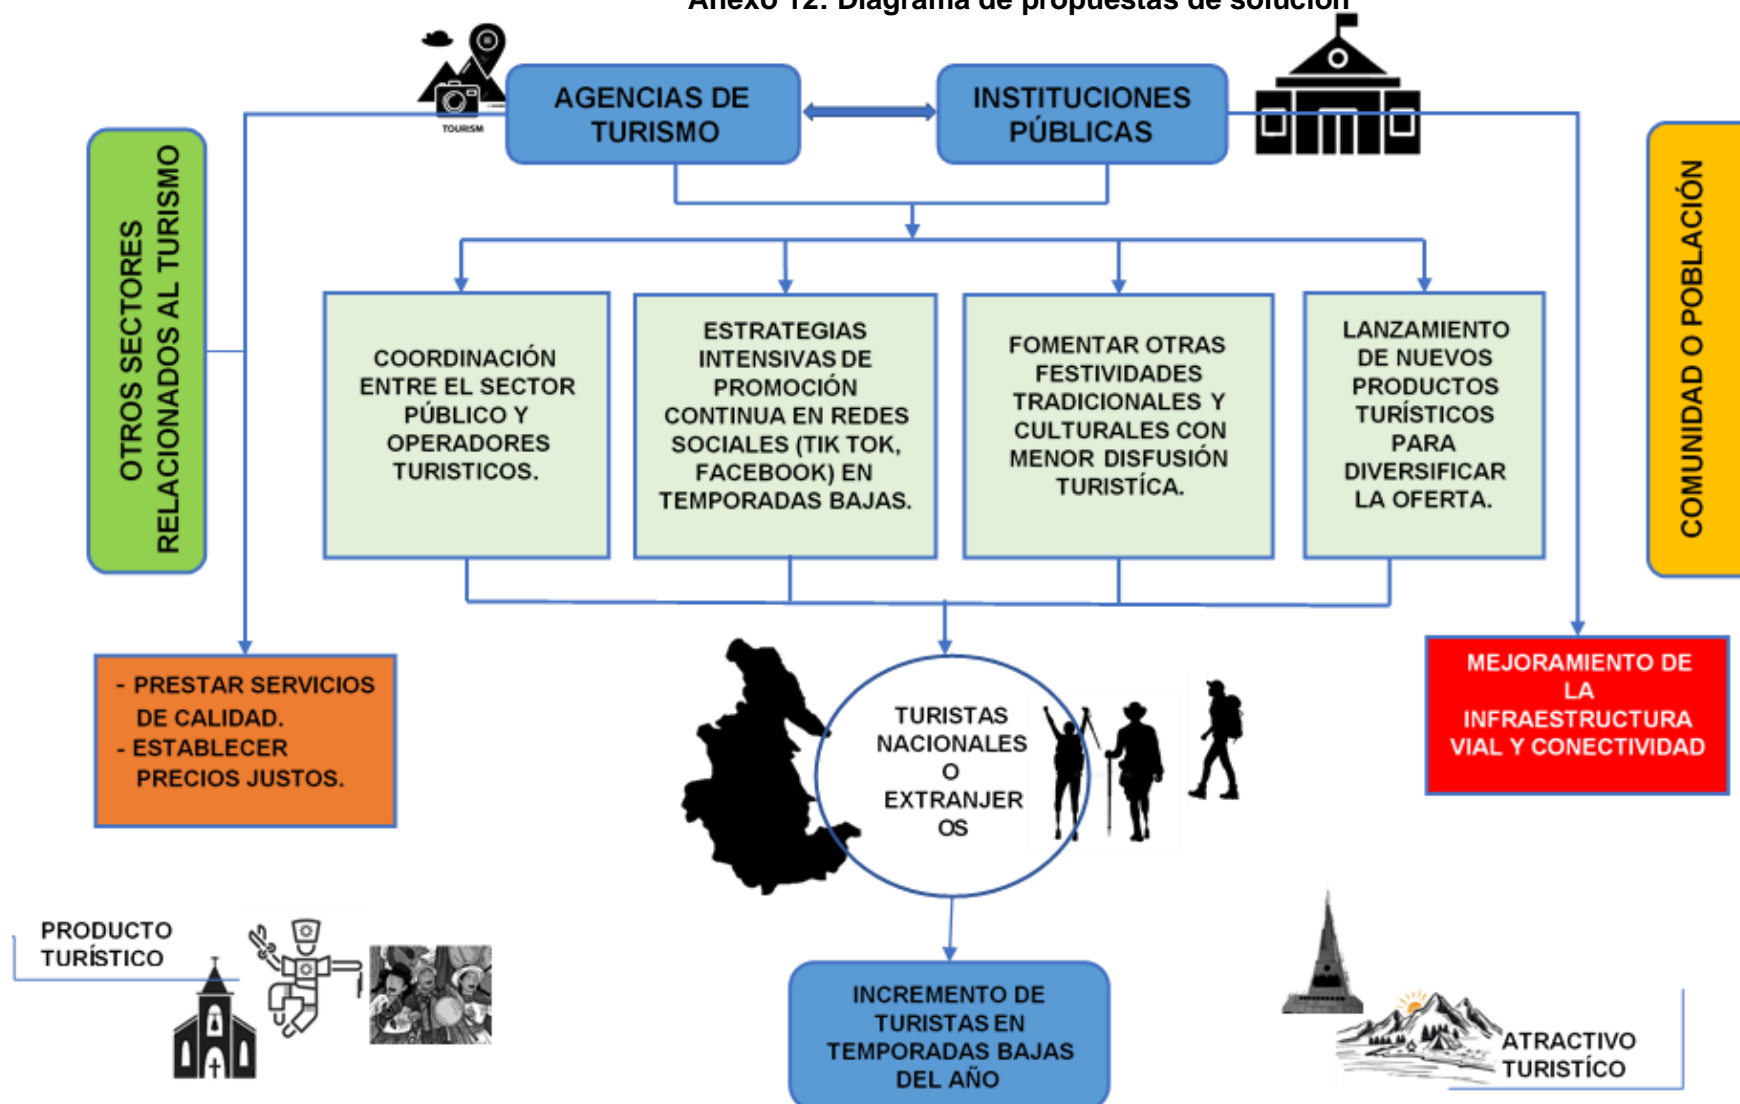 Anexo 12: Diagrama de propuestas de solución
TOURISM
AGENCIAS DE
TURISMO
INSTITUCIONES
PÚBLICAS
OTROS SECTORES
RELACIONADOS AL TURISMO
COMUNIDAD O POBLACIÓN
COORDINACIÓN
ENTRE EL SECTOR
PÚBLICO Y
OPERADORES
TURISTICOS.
ESTRATEGIAS
INTENSIVAS DE
PROMOCIÓN
CONTINUA EN REDES
SOCIALES (TIK TOK,
FACEBOOK) EN
TEMPORADAS BAJAS.
FOMENTAR OTRAS
FESTIVIDADES
TRADICIONALES Y
CULTURALES CON
MENOR DISFUSIÓN
TURISTÍCA.
LANZAMIENTO
DE NUEVOS
PRODUCTOS
TURÍSTICOS
PARA
DIVERSIFICAR
LA OFERTA.
- PRESTAR SERVICIOS
DE CALIDAD.
- ESTABLECER
PRECIOS JUSTOS.
TURISTAS
NACIONALES
O
EXTRANJER
OS
MEJORAMIENTO DE
LA
INFRAESTRUCTURA
VIAL Y CONECTIVIDAD
PRODUCTO
TURÍSTICO
INCREMENTO DE
TURISTAS EN
TEMPORADAS BAJAS
DEL AÑO
ATRACTIVO
TURISTÍCO